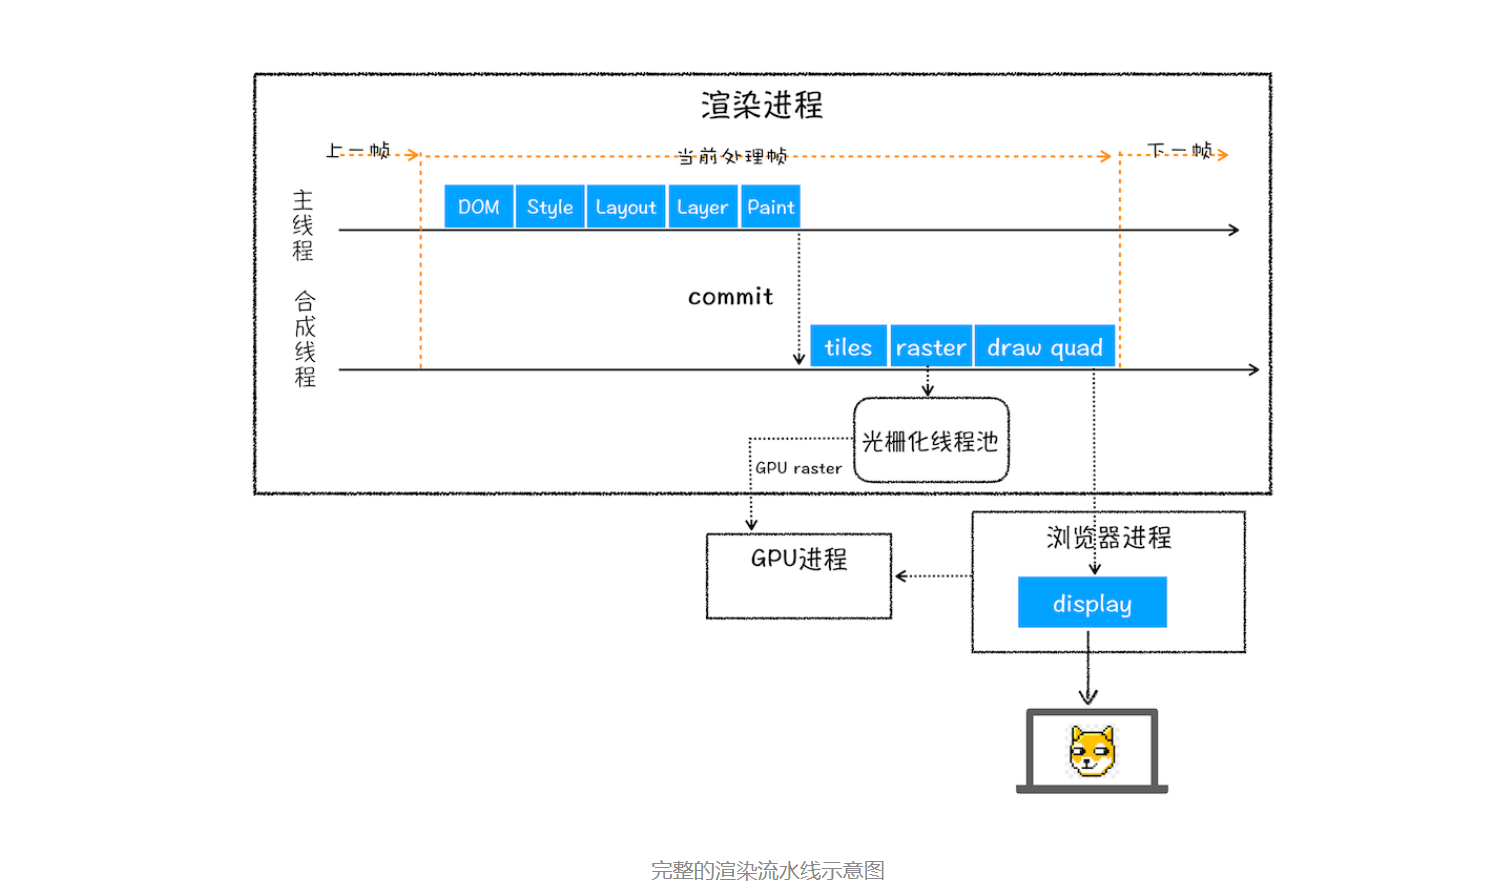 渲染进程
上一帧
当前处理帧
下一帧
主线程
DOM
Style
Layout
Layer
Paint
commit
合成线程
tiles
raster
draw quad
光栅化线程池
GPU raster
GPU进程
浏览器进程
display
完整的渲染流水线示意图